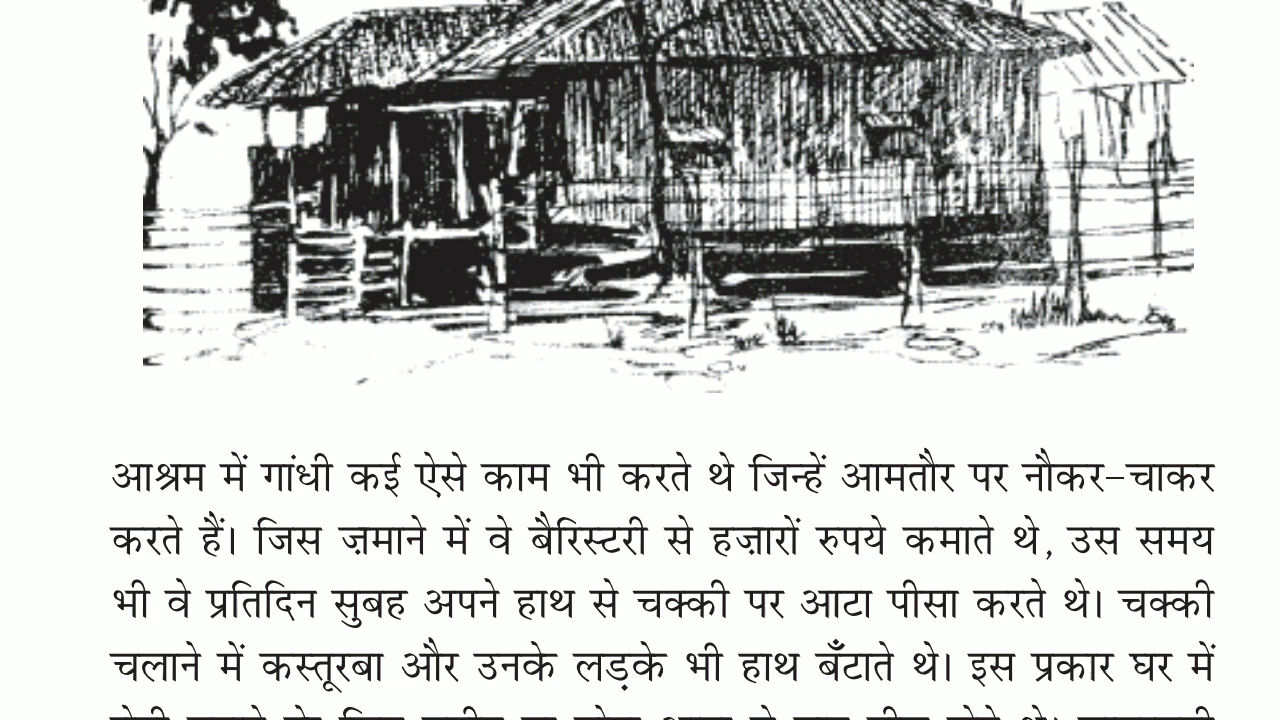 आश्रम में गांधी कई ऐसे काम भी करते थे जिन्हें आमतौर पर नौकर-चाकर
करते हैं। जिस ज़माने में वे बैरिस्टरी से हज़ारों रुपये कमाते थे, उस समय
भी वे प्रतिदिन सुबह अपने हाथ से चक्की पर आटा पीसा करते थे। चक्की
चलाने में कस्तूरबा और उनके लड़के भी हाथ बँटाते थे। इस प्रकार घर में